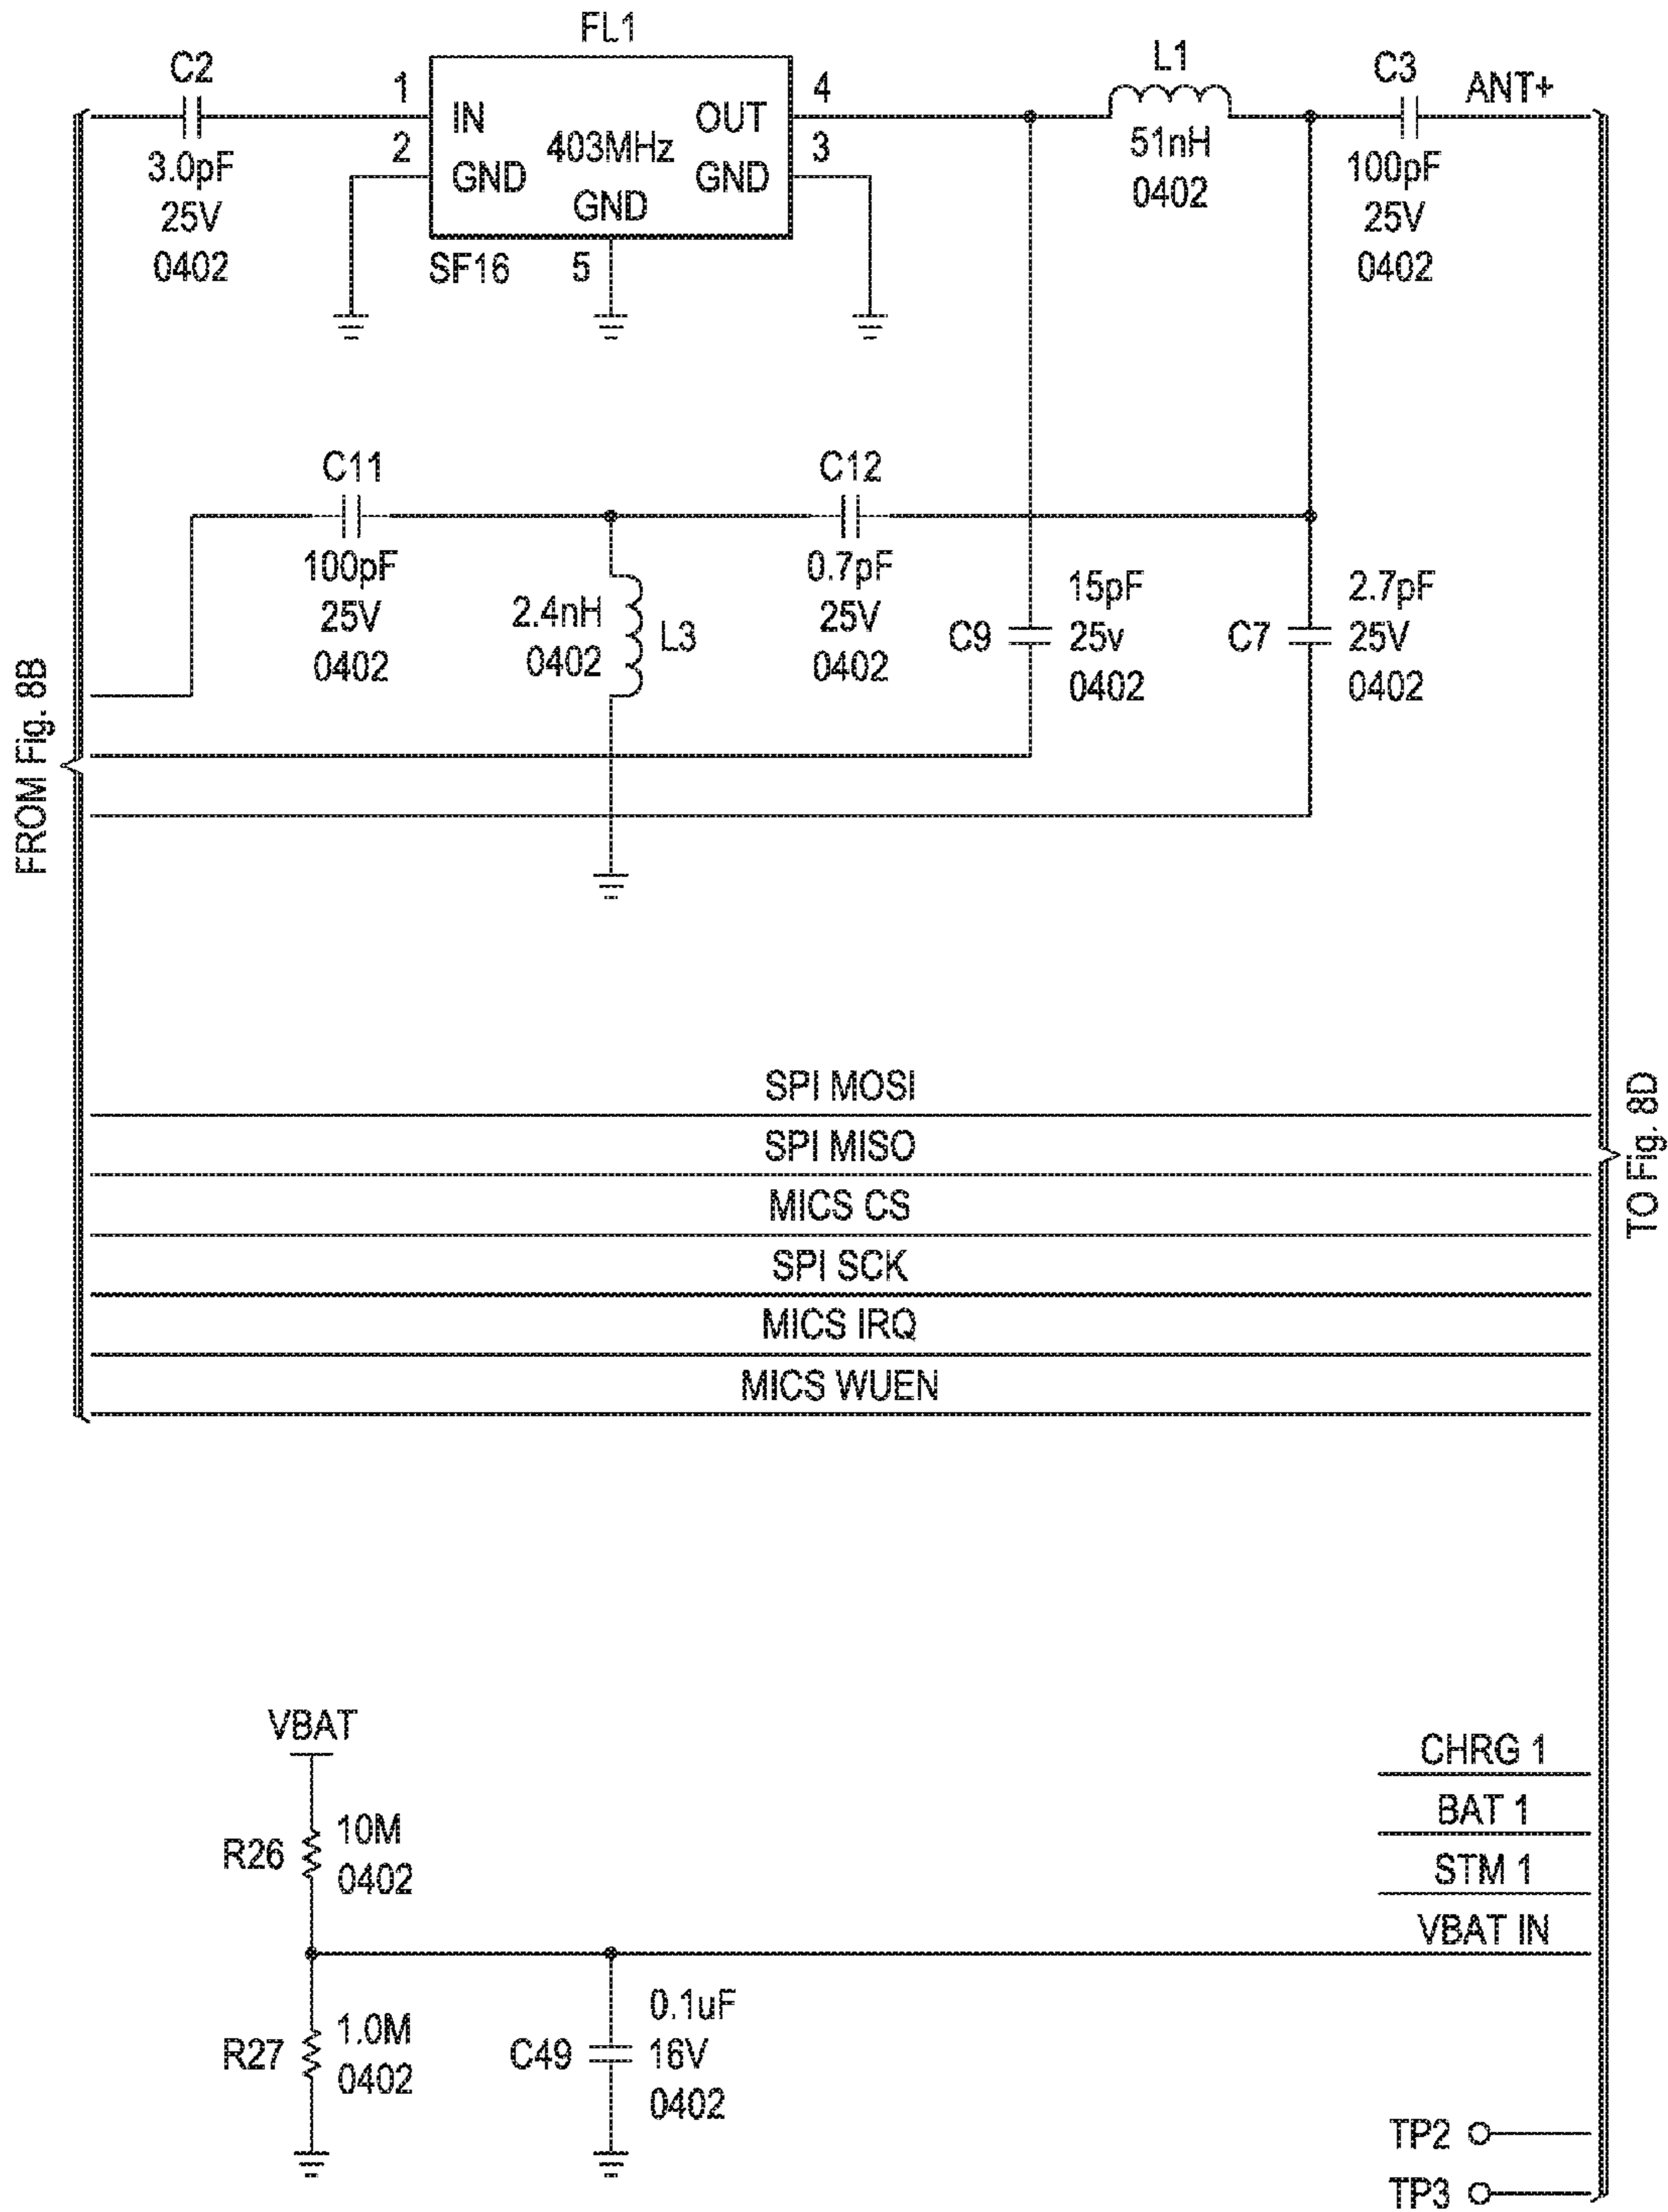 FL1
C2
L1
C3
ANT+
1
4
IN
OUT
2
403MHz
3
3.0pF
51nH
100pF
GND
GND
25V
GND
0402
25V
0402
SF16
5
0402
C11
C12
100pF
0.7pF
15pF
2.7pF
2.4nH
25V
L3
25V
C9
25v
C7
25V
0402
0402
0402
0402
0402
FROM Fig. 8B
SPI MOSI
SPI MISO
MICS CS
SPI SCK
MICS IRQ
MICS WUEN
TO Fig. 8D
VBAT
CHRG 1
R26
10M
0402
BAT 1
STM 1
VBAT IN
R27
1.0M
0402
C49
0.1uF
16V
0402
TP2
TP3